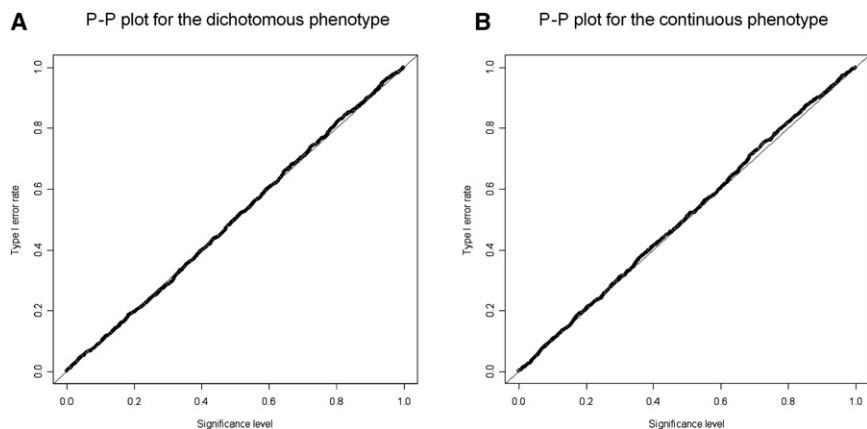 A
P-P plot for the dichotomous phenotype
1.0
0.8
0.6
0.4
0.2
0.0
Type I error rate
0.0 0.2 0.4 0.6 0.8 1.0
Significance level
B
P-P plot for the continuous phenotype
1.0
0.8
0.6
0.4
0.2
0.0
Type I error rate
0.0 0.2 0.4 0.6 0.8 1.0
Significance level